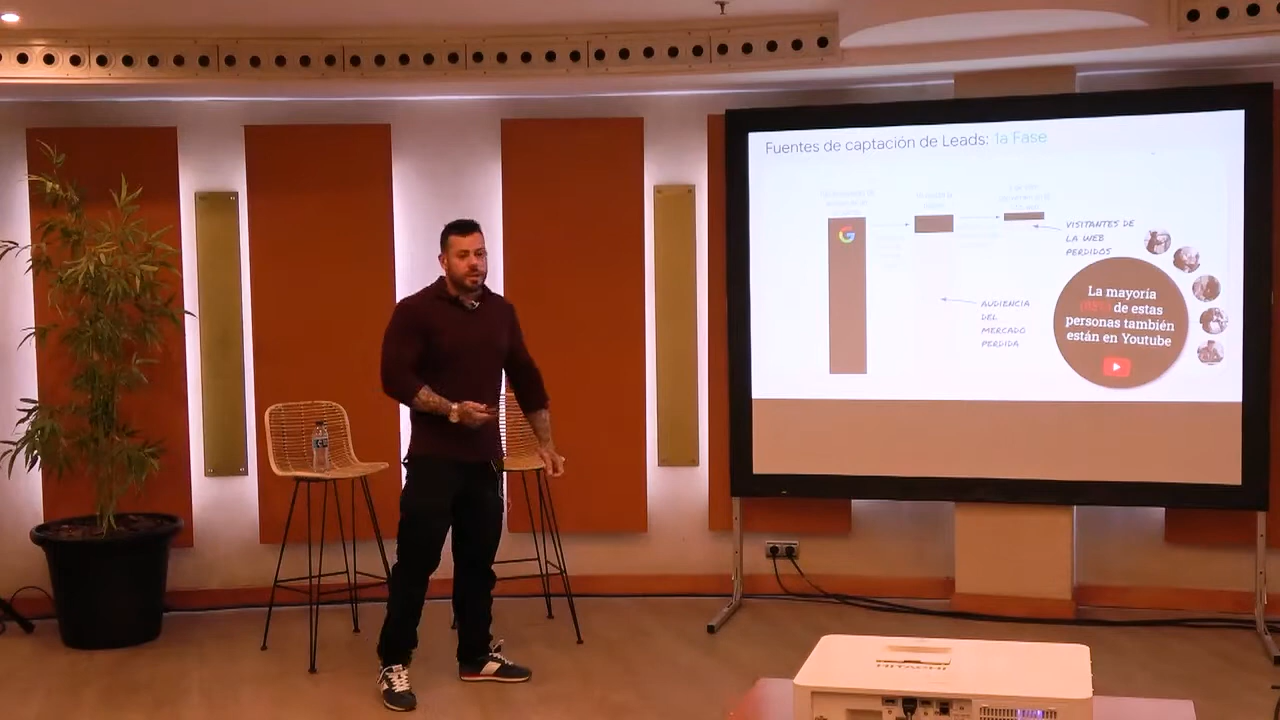 Fuentes de captación de Leads: 1a Fase
VISITANTES DE
LA WEB
PERDIDOS
AUDIENCIA
DEL
MERCADO
PERDIDA
La mayoría
de estas
personas también
están en Youtube
HITACHI